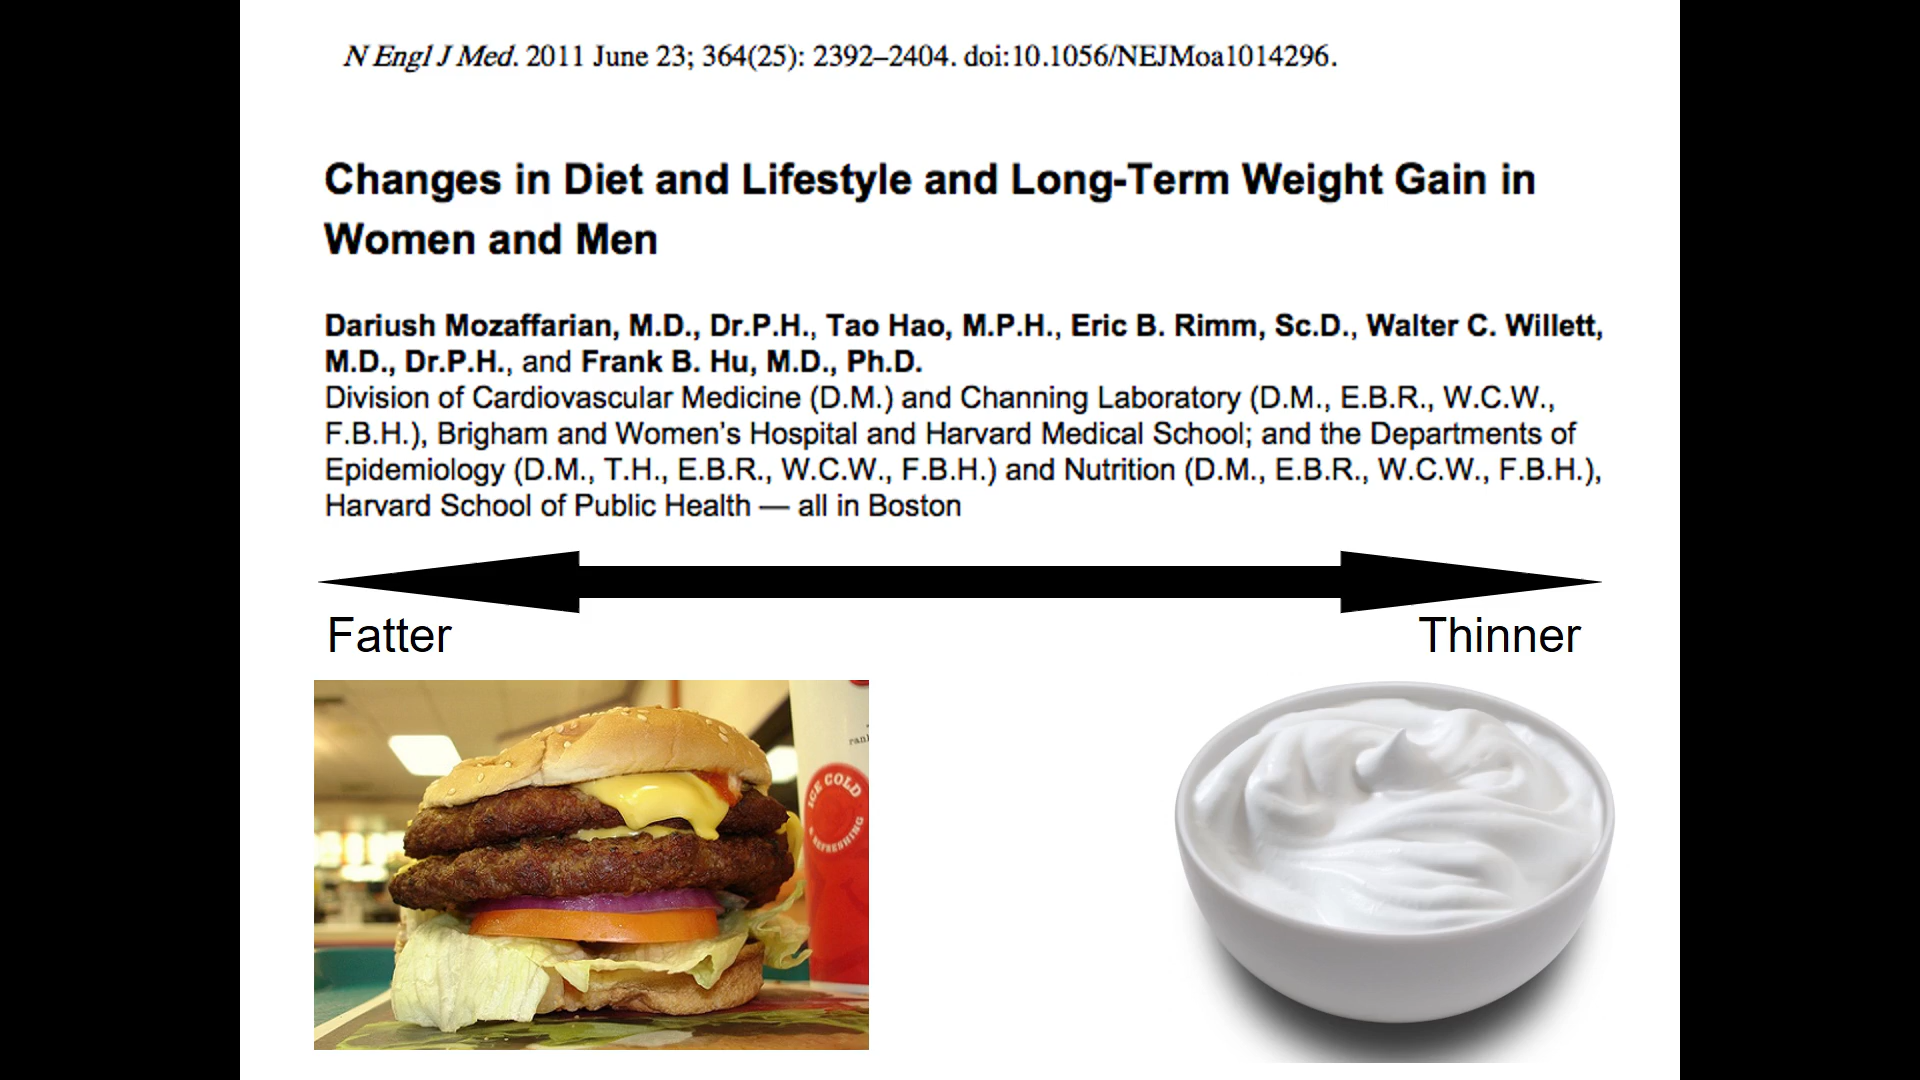 N Engl J Med. 2011 June 23; 364(25): 2392–2404. doi:10.1056/NEJMoa1014296.
Changes in Diet and Lifestyle and Long-Term Weight Gain in
Women and Men
Dariush Mozaffarian, M.D., Dr.P.H., Tao Hao, M.P.H., Eric B. Rimm, Sc.D., Walter C. Willett,
M.D., Dr.P.H., and Frank B. Hu, M.D., Ph.D.
Division of Cardiovascular Medicine (D.M.) and Channing Laboratory (D.M., E.B.R., W.C.W.,
F.B.H.), Brigham and Women's Hospital and Harvard Medical School; and the Departments of
Epidemiology (D.M., T.H., E.B.R., W.C.W., F.B.H.) and Nutrition (D.M., E.B.R., W.C.W., F.B.H.),
Harvard School of Public Health — all in Boston
Fatter
Thinner
ICE COLD
& REFRESHING